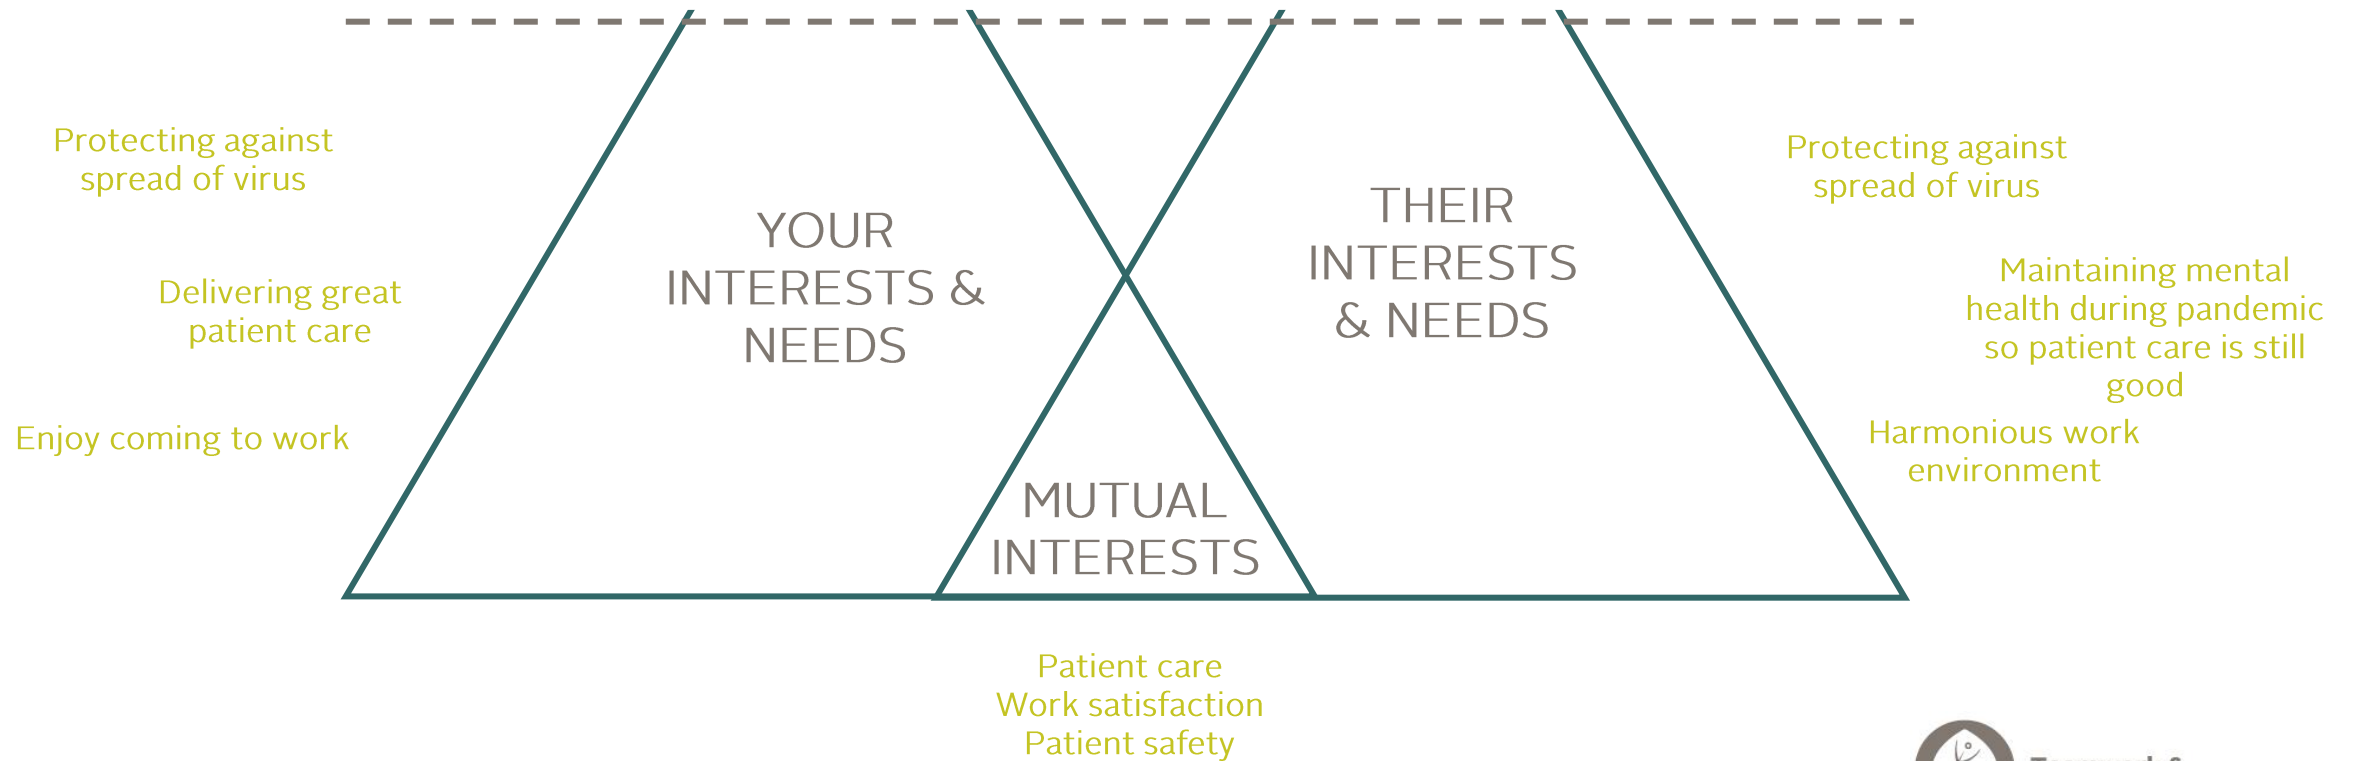 Protecting against
spread of virus
Delivering great
patient care
Enjoy coming to work
YOUR
INTERESTS &
NEEDS
THEIR
INTERESTS
& NEEDS
MUTUAL
INTERESTS
Protecting against
spread of virus
Maintaining mental
health during pandemic
so patient care is still
good
Harmonious work
environment
Patient care
Work satisfaction
Patient safety